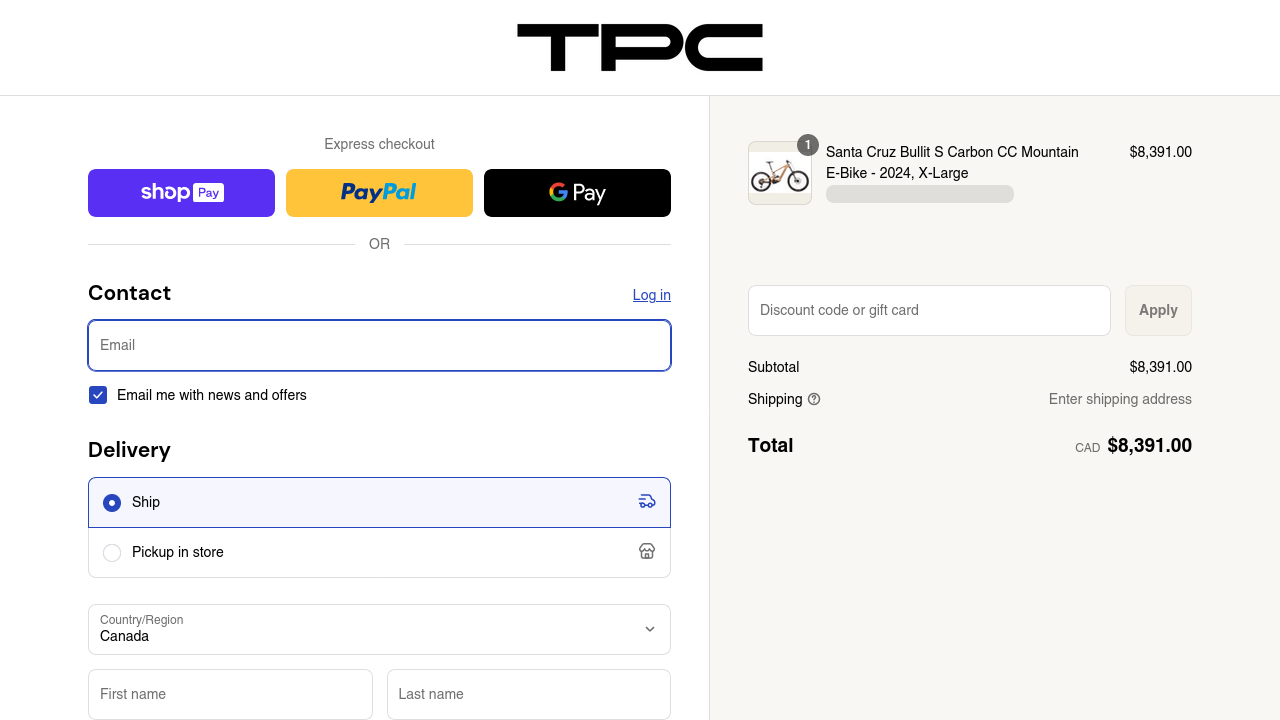 TPC
Express checkout
shop Pay
PayPal
G Pay
OR
Contact
Log in
Email
Email me with news and offers
Delivery
Ship
Pickup in store
Country/Region
Canada
First name
Last name
1
Santa Cruz Bullit S Carbon CC Mountain
E-Bike - 2024, X-Large
$8,391.00
Discount code or gift card
Apply
Subtotal
$8,391.00
Shipping
Enter shipping address
Total
CAD $8,391.00